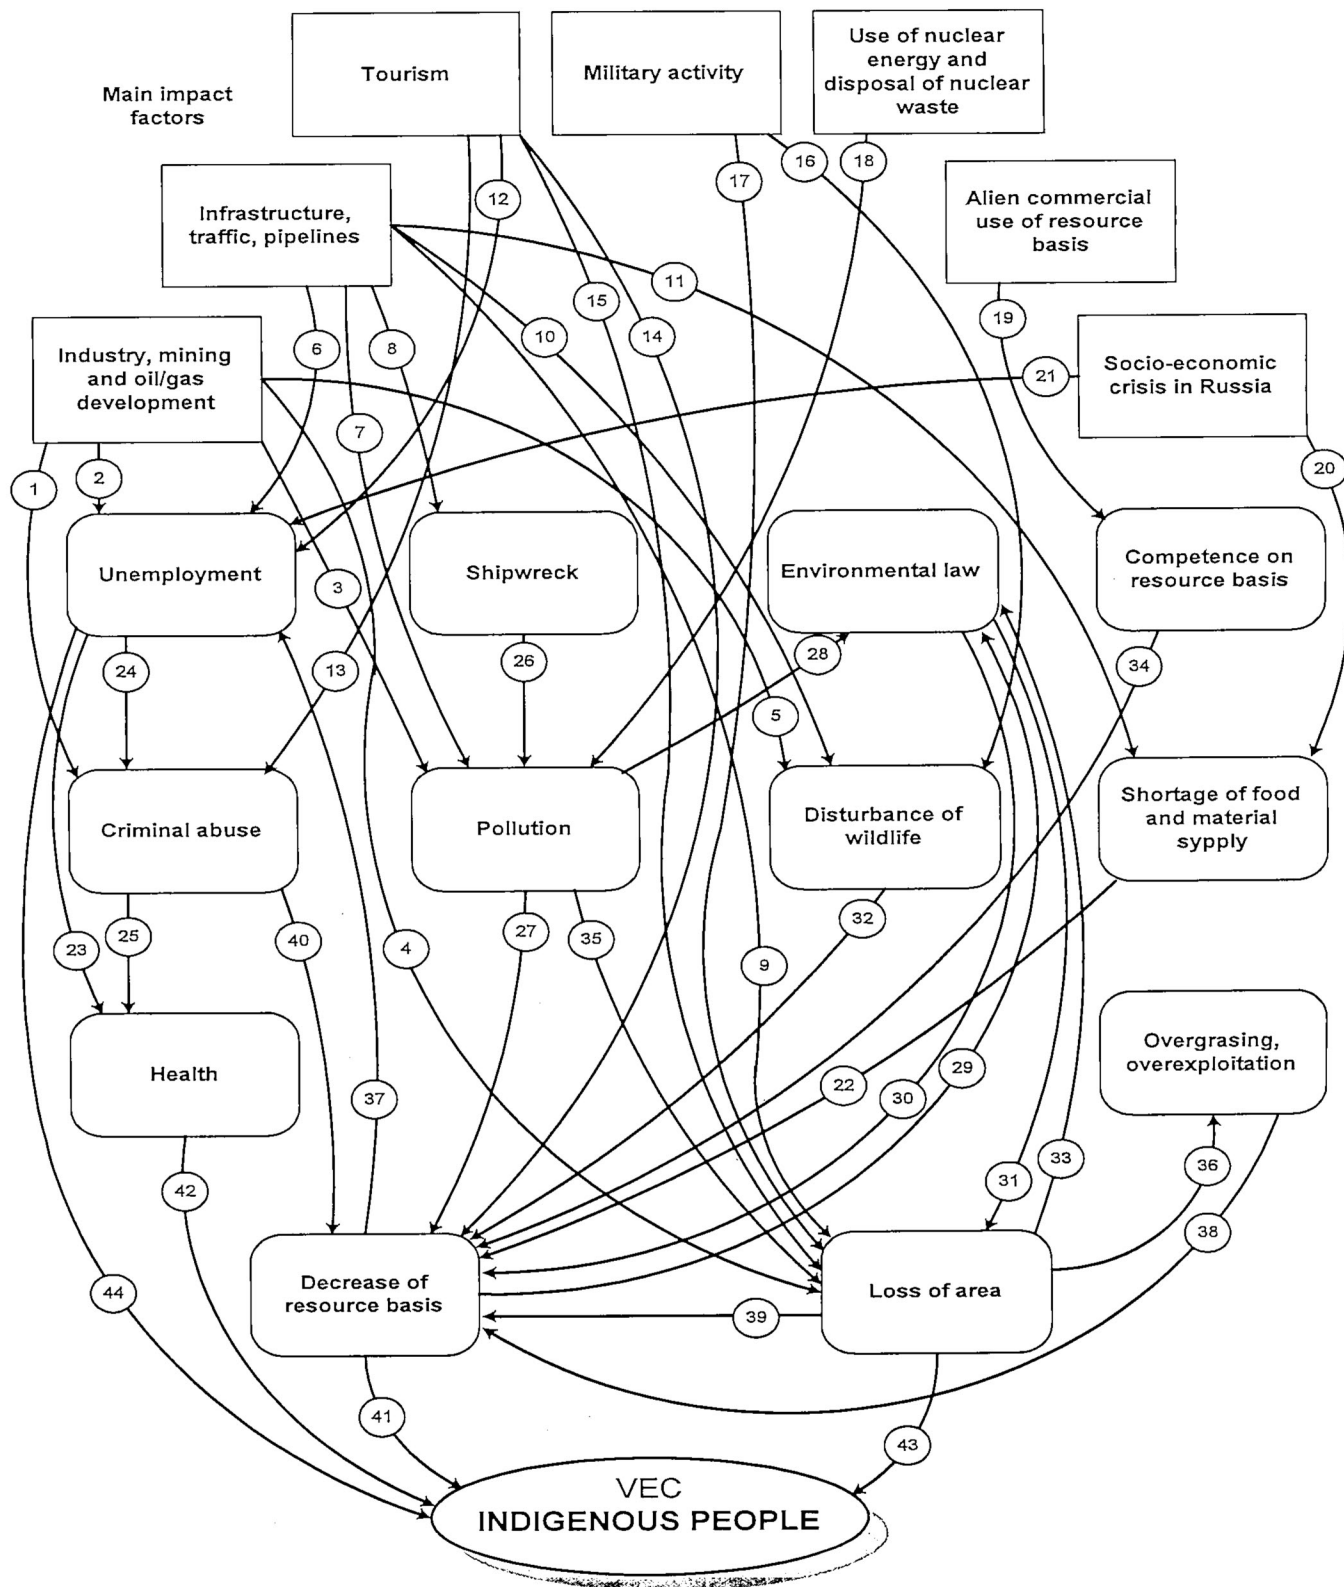 Tourism
Military activity
Use of nuclear
energy and
disposal of nuclear
waste
Main impact
factors
16
18
17
12
Infrastructure,
traffic, pipelines
Alien commercial
use of resource
basis
11
15
19
10
14
6
8
Industry, mining
and oil/gas
development
21
Socio-economic
crisis in Russia
7
2
1
20
Unemployment
Shipwreck
Environmental law
Competence on
resource basis
3
24
13
26
28
34
5
Criminal abuse
Pollution
Disturbance of
wildlife
Shortage of food
and material
sypply
23
25
40
4
27
35
32
9
Health
37
22
30
29
Overgrasing,
overexploitation
42
31
33
36
38
44
Decrease of
resource basis
39
Loss of area
41
43
VEC
INDIGENOUS PEOPLE